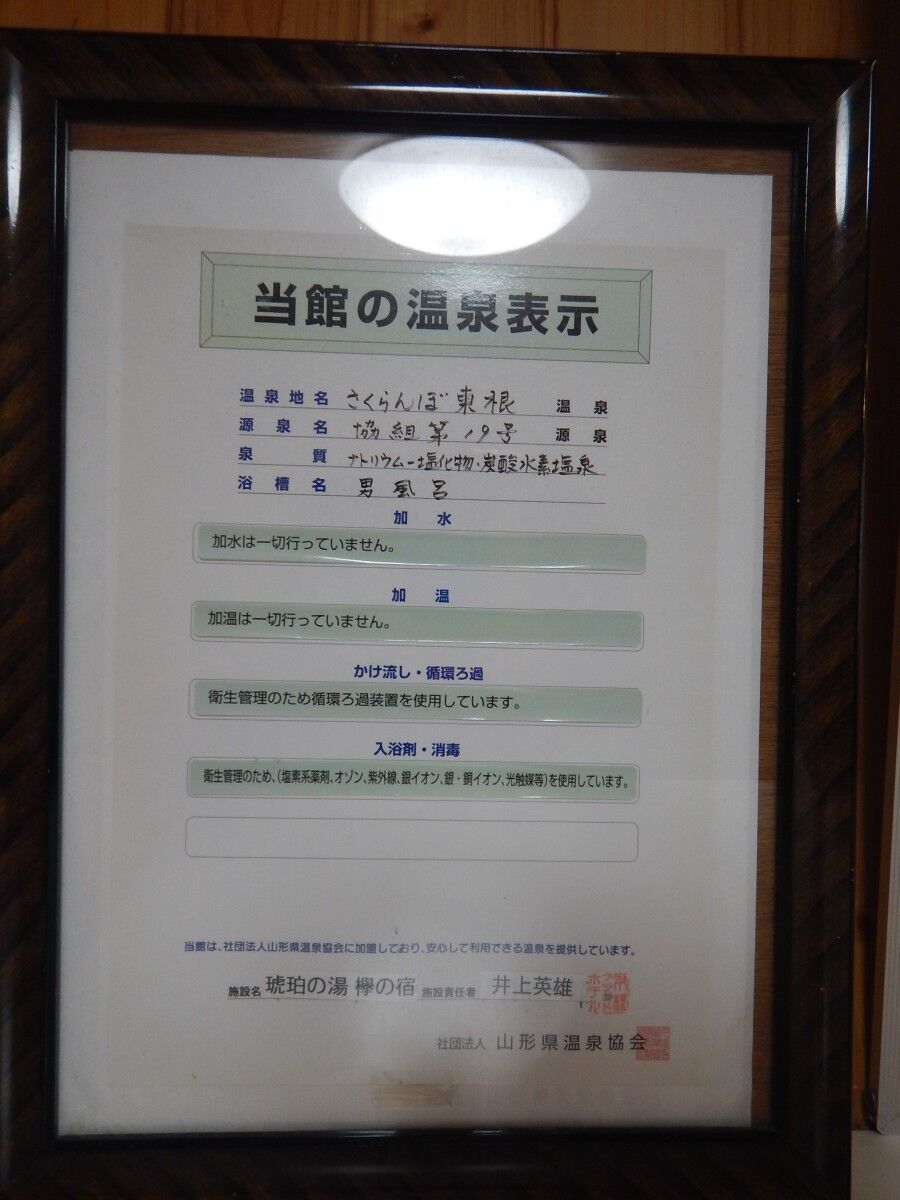 当館の温泉表示
温泉地名 さくらんぼ東根 温泉
源泉名 協組第19号 源泉
泉質 ナトリウム-塩化物・炭酸水素塩泉
浴槽名 男風呂
加水
加水は一切行っていません。
加温
加温は一切行っていません。
かけ流し・循環ろ過
衛生管理のため循環ろ過装置を使用しています。
入浴剤・消毒
衛生管理のため、(塩素系薬剤、オゾン、紫外線、銀イオン、銀・銅イオン、光触媒等)を使用しています。
当館は、社団法人山形県温泉協会に加盟しており、安心して利用できる温泉を提供しています。
施設名 琥珀の湯 欅の宿 施設責任者 井上英雄
社団法人 山形県温泉協会